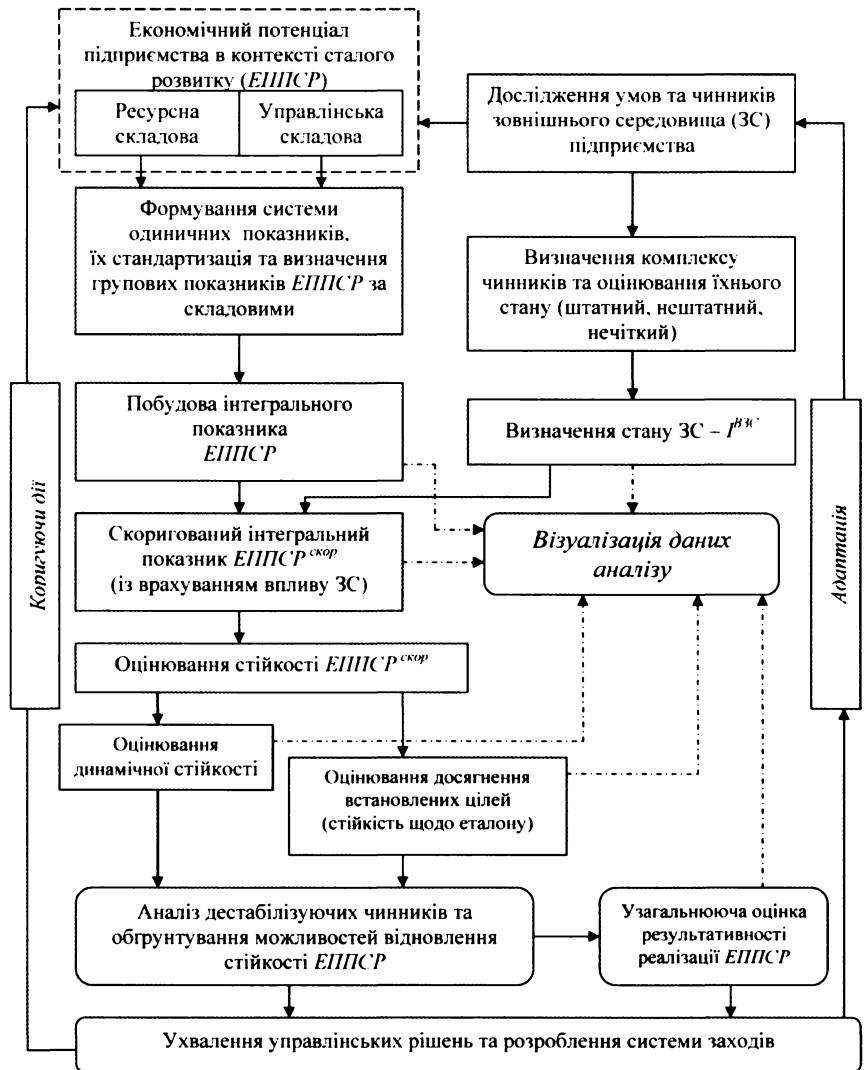 Економічний потенціал
підприємства в контексті сталого
розвитку (ЕППСР)
Ресурсна
складова
Управлінська
складова
Дослідження умов та чинників
зовнішнього середовища (ЗС)
підприємства
Формування системи
одиничних показників,
їх стандартизація та визначення
групових показників ЕППСР за
складовими
Визначення комплексу
чинників та оцінювання їхнього
стану (штатний, нештатний,
нечіткий)
Побудова інтегрального
показника
ЕППСР
Визначення стану ЗС – I^ВЗС
Коригуючи дії
Скоригований інтегральний
показник ЕППСР^скор
(із врахуванням впливу ЗС)
Візуалізація даних
аналізу
Адаптація
Оцінювання стійкості ЕППСР^скор
Оцінювання
динамічної стійкості
Оцінювання досягнення
встановлених цілей
(стійкість щодо еталону)
Аналіз дестабілізуючих чинників та
обґрунтування можливостей відновлення
стійкості ЕППСР
Узагальнююча оцінка
результативності
реалізації ЕППСР
Ухвалення управлінських рішень та розроблення системи заходів